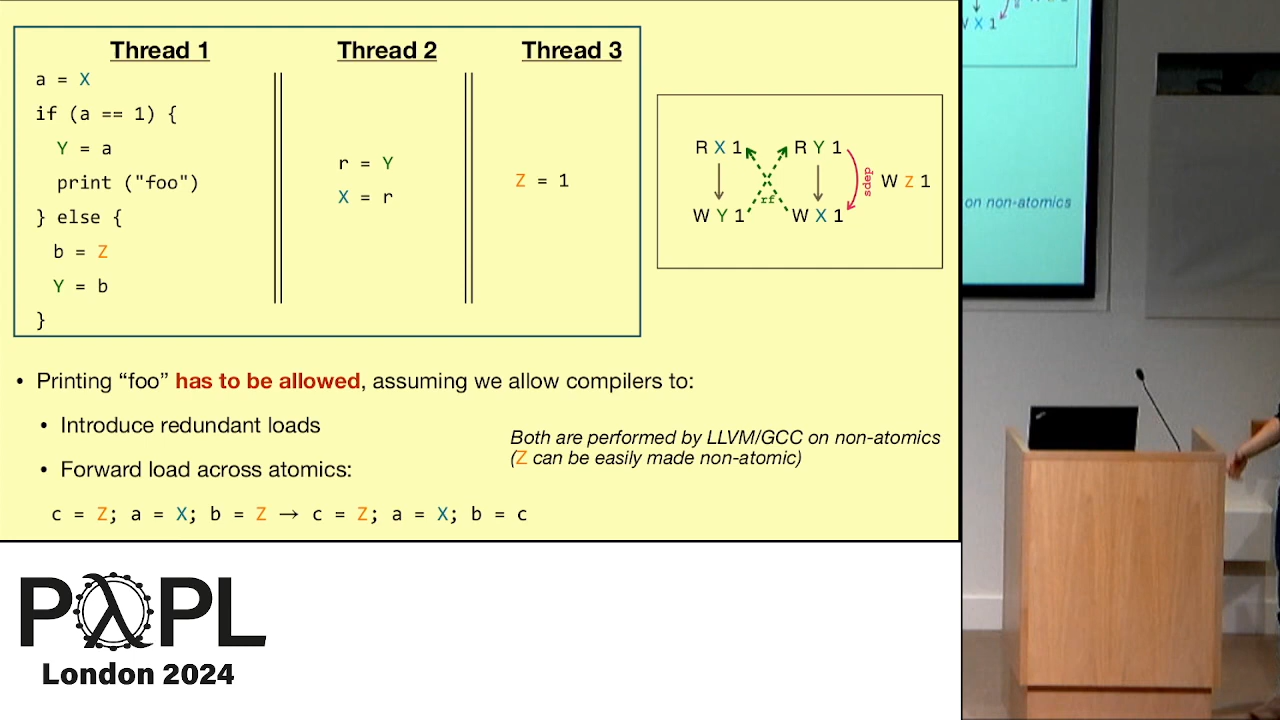 Thread 1
Thread 2
Thread 3
a = X
if (a == 1) {
Y = a
print ("foo")
} else {
b = Z
Y = b
}
r = Y
X = r
Z = 1
R X 1
R Y 1
W Y 1
W X 1
rf
sdep
W Z 1
• Printing “foo” has to be allowed, assuming we allow compilers to:
• Introduce redundant loads
• Forward load across atomics:
c = Z; a = X; b = Z → c = Z; a = X; b = c
Both are performed by LLVM/GCC on non-atomics
(Z can be easily made non-atomic)
X 1
on non-atomics
PλPL
London 2024